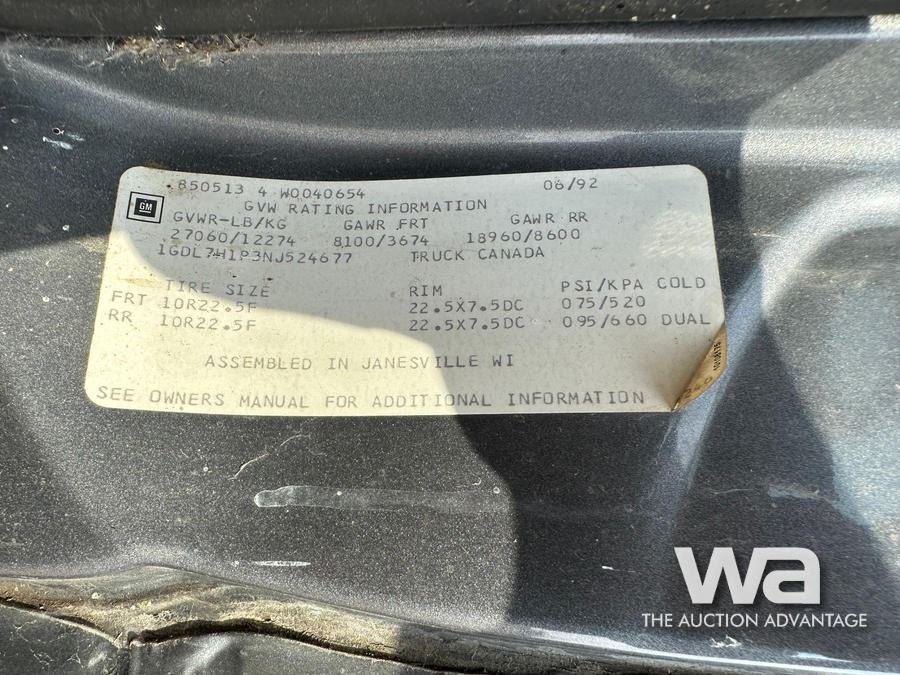 850513 4 W0040654 06/92
GM
GVW RATING INFORMATION
GVWR-LB/KG GAWR FRT GAWR RR
27060/12274 8100/3674 18960/8600
1GDL7H1P3NJ524677 TRUCK CANADA
TIRE SIZE RIM PSI/KPA COLD
FRT 10R22.5F 22.5X7.5DC 075/520
RR 10R22.5F 22.5X7.5DC 095/660 DUAL
ASSEMBLED IN JANESVILLE WI
SEE OWNERS MANUAL FOR ADDITIONAL INFORMATION
wa
THE AUCTION ADVANTAGE